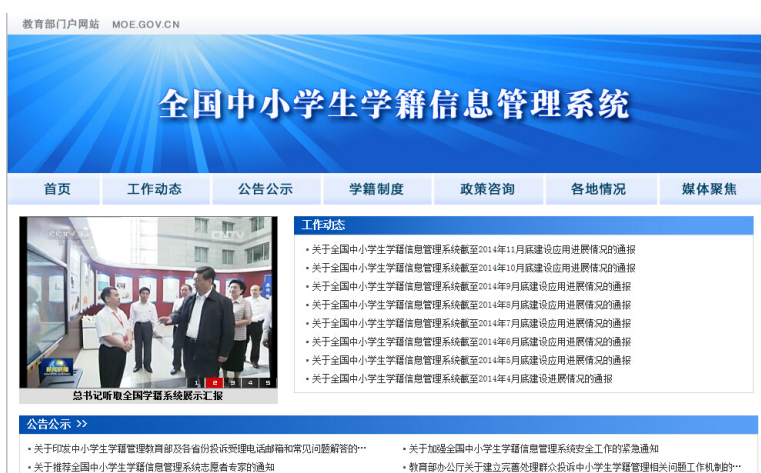 教育部门户网站 MOE.GOV.CN
全国中小学生学籍信息管理系统
首页 工作动态 公告公示 学籍制度 政策咨询 各地情况 媒体聚焦
CNTV
新闻联播
1 2 3 4 5
总书记听取全国学籍系统展示汇报
工作动态
• 关于全国中小学生学籍信息管理系统截至2014年11月底建设应用进展情况的通报
• 关于全国中小学生学籍信息管理系统截至2014年10月底建设应用进展情况的通报
• 关于全国中小学生学籍信息管理系统截至2014年9月底建设应用进展情况的通报
• 关于全国中小学生学籍信息管理系统截至2014年8月底建设应用进展情况的通报
• 关于全国中小学生学籍信息管理系统截至2014年7月底建设应用进展情况的通报
• 关于全国中小学生学籍信息管理系统截至2014年6月底建设应用进展情况的通报
• 关于全国中小学生学籍信息管理系统截至2014年5月底建设应用进展情况的通报
• 关于全国中小学生学籍信息管理系统截至2014年4月底建设进展情况的通报
公告公示 >>
• 关于印发中小学生学籍管理教育部及各省份投诉受理电话邮箱和常见问题解答的…
• 关于加强全国中小学生学籍信息管理系统安全工作的紧急通知
• 关于推荐全国中小学生学籍信息管理系统志愿者专家的通知
• 教育部办公厅关于建立完善处理群众投诉中小学生学籍管理相关问题工作机制的…